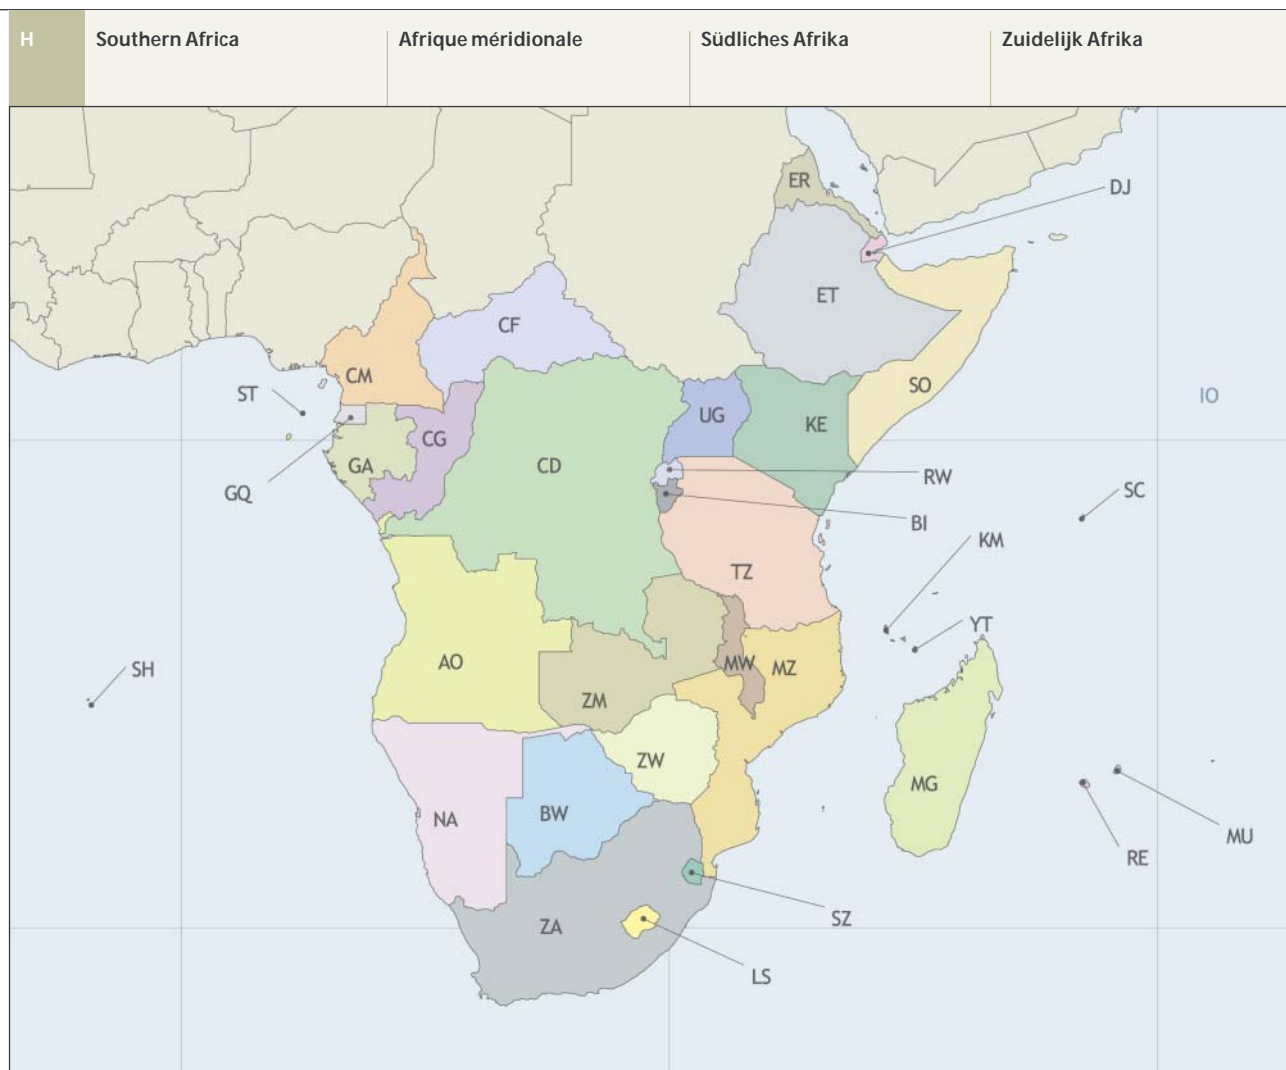 H
Southern Africa
Afrique méridionale
Südliches Afrika
Zuidelijk Afrika
ER
DJ
ET
CF
CM
SO
ST
IO
UG
KE
CG
GA
CD
RW
GQ
SC
BI
KM
TZ
YT
AO
MW
MZ
SH
ZM
ZW
MG
NA
BW
MU
RE
SZ
ZA
LS